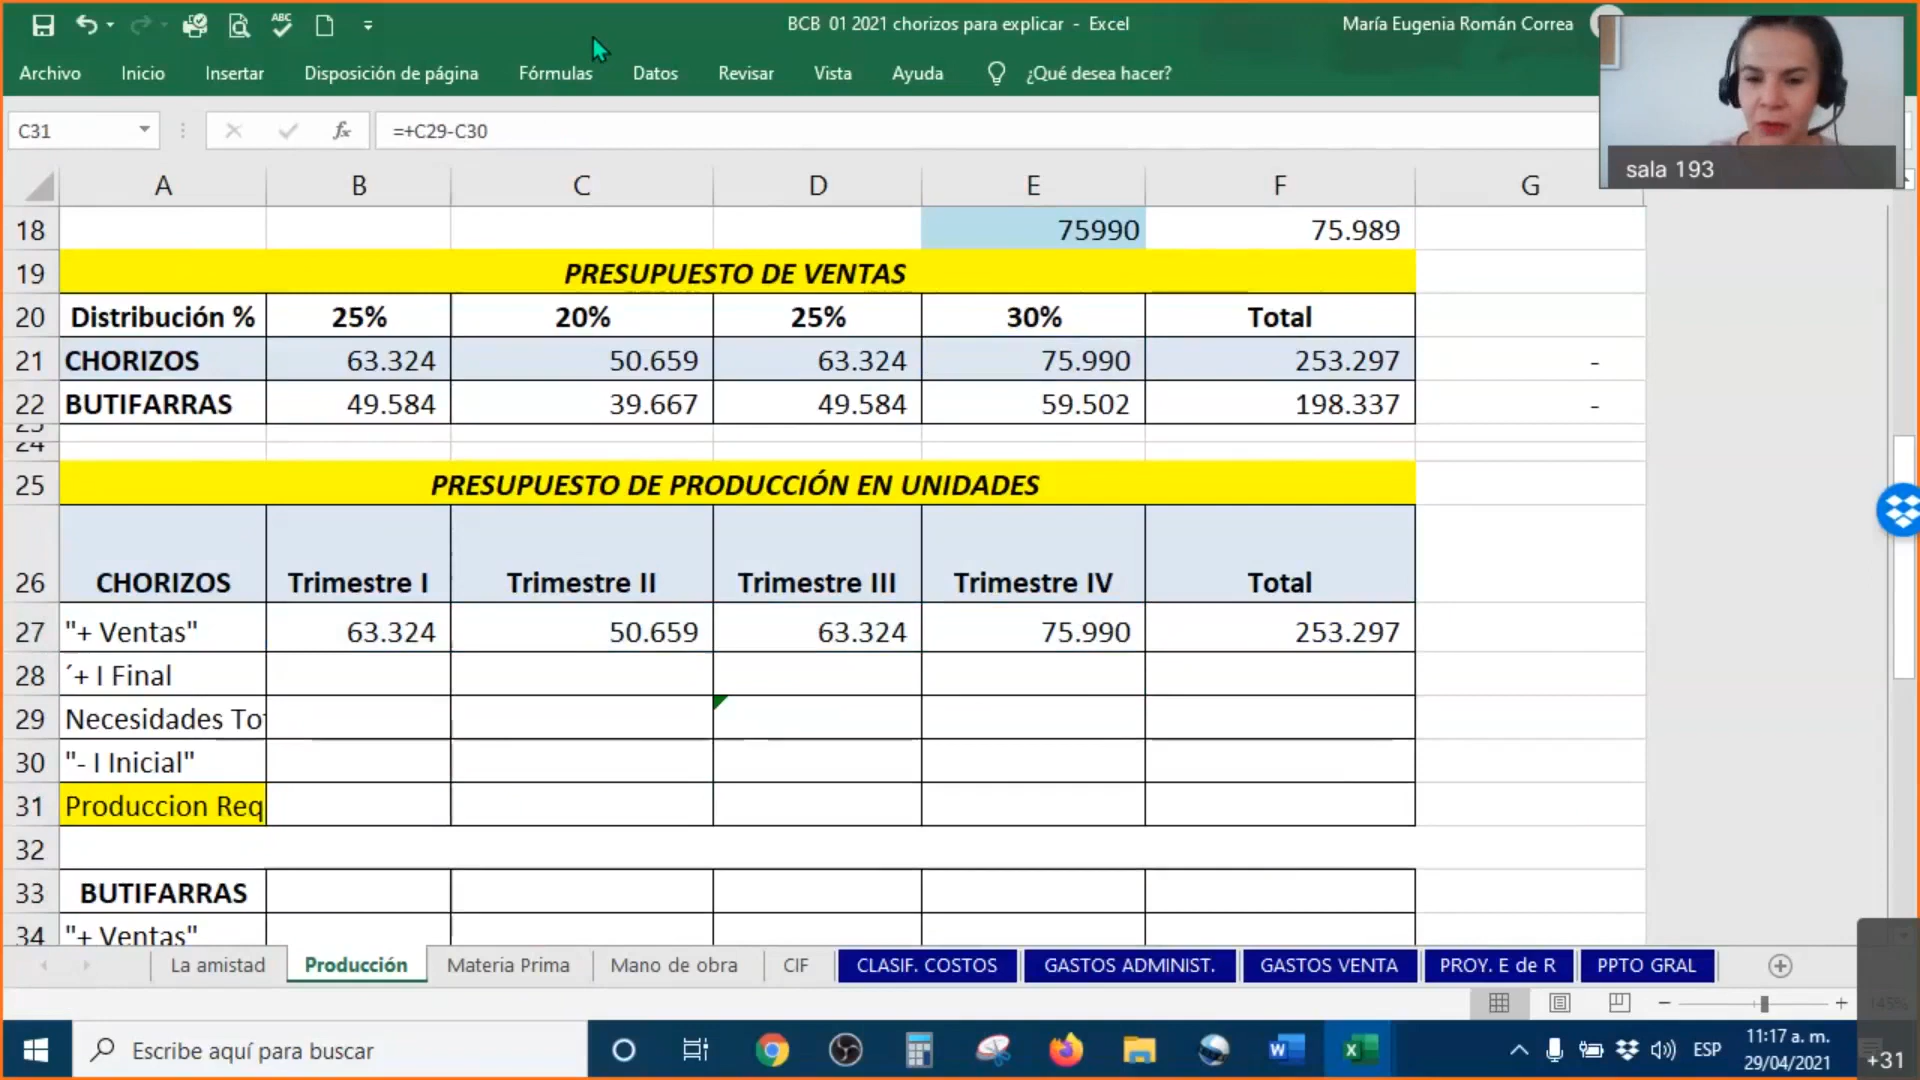 BCB 01 2021 chorizos para explicar - Excel
María Eugenia Román Correa
Archivo Inicio Insertar Disposición de página Fórmulas Datos Revisar Vista Ayuda ¿Qué desea hacer?
C31 fx =+C29-C30
sala 193
A B C D E F G
18 75990 75.989
19 PRESUPUESTO DE VENTAS
20 Distribución % 25% 20% 25% 30% Total
21 CHORIZOS 63.324 50.659 63.324 75.990 253.297 -
22 BUTIFARRAS 49.584 39.667 49.584 59.502 198.337 -
23
24
25 PRESUPUESTO DE PRODUCCIÓN EN UNIDADES
26 CHORIZOS Trimestre I Trimestre II Trimestre III Trimestre IV Total
27 "+ Ventas" 63.324 50.659 63.324 75.990 253.297
28 ´+ I Final
29 Necesidades To
30 "- I Inicial"
31 Produccion Req
32
33 BUTIFARRAS
34 "+ Ventas"
La amistad Producción Materia Prima Mano de obra CIF CLASIF. COSTOS GASTOS ADMINIST. GASTOS VENTA PROY. E de R PPTO GRAL
145%
Escribe aquí para buscar
ESP
11:17 a. m.
29/04/2021
+31